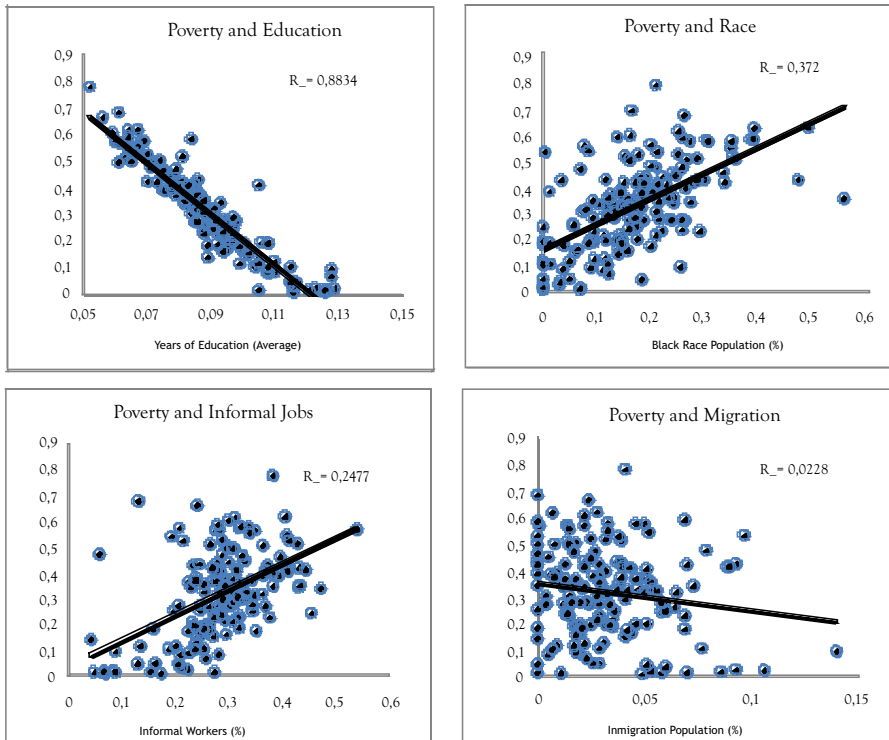 Poverty and Education
R_= 0,8834
0,9
0,8
0,7
0,6
0,5
0,4
0,3
0,2
0,1
0
0,05 0,07 0,09 0,11 0,13 0,15
Years of Education (Average)
Poverty and Race
R_= 0,372
0,9
0,8
0,7
0,6
0,5
0,4
0,3
0,2
0,1
0
0 0,1 0,2 0,3 0,4 0,5 0,6
Black Race Population (%)
Poverty and Informal Jobs
R_= 0,2477
0,9
0,8
0,7
0,6
0,5
0,4
0,3
0,2
0,1
0
0 0,1 0,2 0,3 0,4 0,5 0,6
Informal Workers (%)
Poverty and Migration
R_= 0,0228
0,9
0,8
0,7
0,6
0,5
0,4
0,3
0,2
0,1
0
0 0,05 0,1 0,15
Inmigration Population (%)